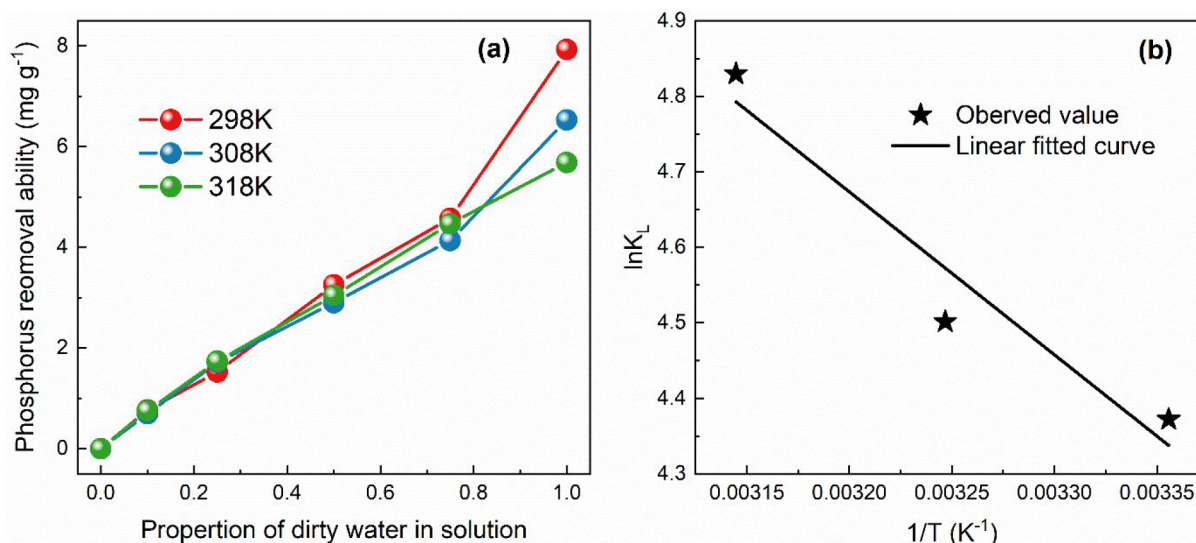 (a)
Phosphorus reomoval ability (mg g⁻¹)
8
6
4
2
0
298K
308K
318K
0.0 0.2 0.4 0.6 0.8 1.0
Propertion of dirty water in solution
(b)
lnK_L
4.9
4.8
4.7
4.6
4.5
4.4
4.3
Oberved value
Linear fitted curve
0.00315 0.00320 0.00325 0.00330 0.00335
1/T (K⁻¹)